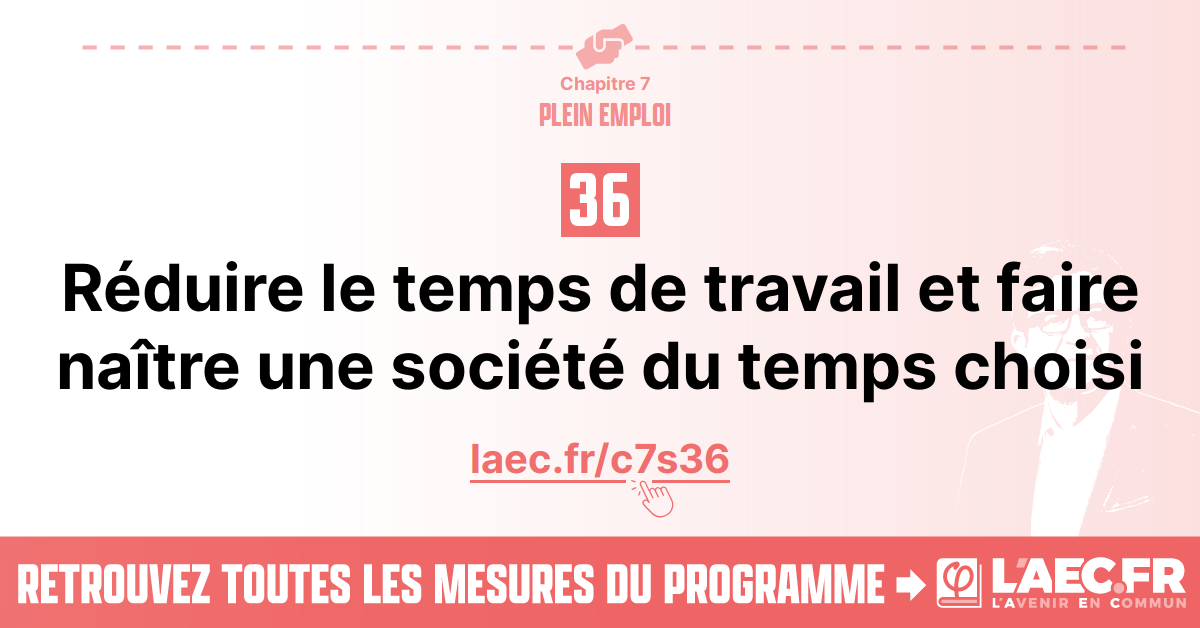 Chapitre 7
PLEIN EMPLOI
36
Réduire le temps de travail et faire
naître une société du temps choisi
laec.fr/c7s36
RETROUVEZ TOUTES LES MESURES DU PROGRAMME
L'AEC.FR
L'AVENIR EN COMMUN